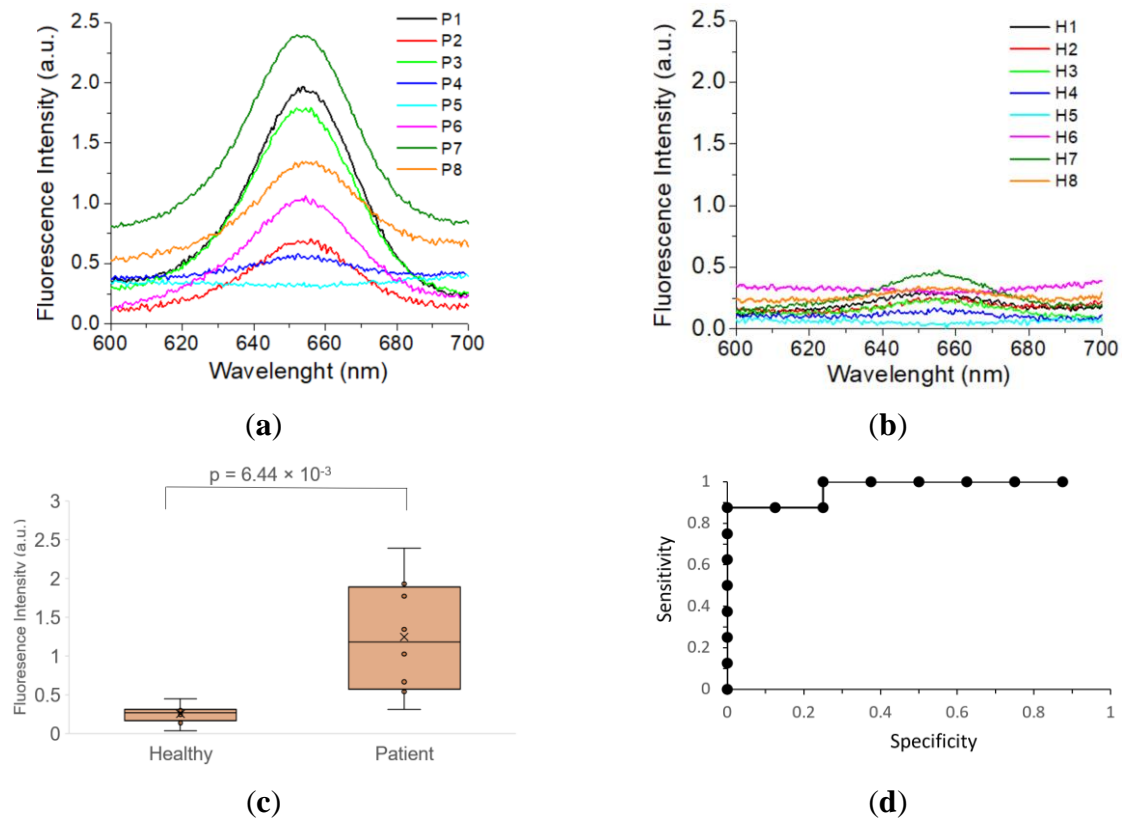 2.5
2.0
1.5
1.0
0.5
0.0
600 620 640 660 680 700
Fluorescence Intensity (a.u.)
Wavelenght (nm)
P1
P2
P3
P4
P5
P6
P7
P8
(a)
2.5
2.0
1.5
1.0
0.5
0.0
600 620 640 660 680 700
Fluorescence Intensity (a.u.)
Wavelenght (nm)
H1
H2
H3
H4
H5
H6
H7
H8
(b)
p = 6.44 × 10⁻³
3
2.5
2
1.5
1
0.5
0
Fluoresence Intensity (a.u.)
Healthy Patient
(c)
1
0.8
0.6
0.4
0.2
0
Sensitivity
0 0.2 0.4 0.6 0.8 1
Specificity
(d)